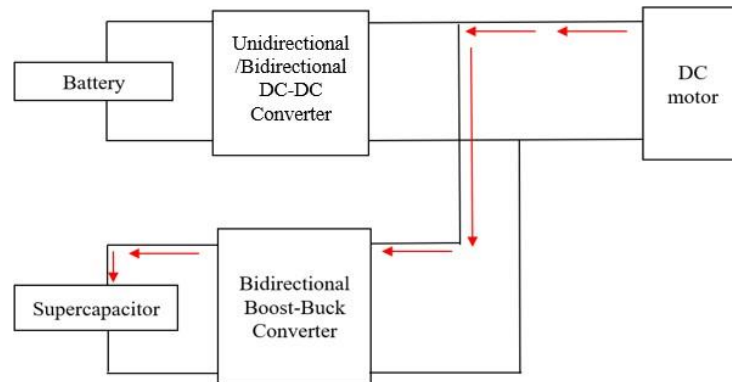 Unidirectional
/Bidirectional
DC-DC
Converter
Battery
DC
motor
Bidirectional
Boost-Buck
Converter
Supercapacitor